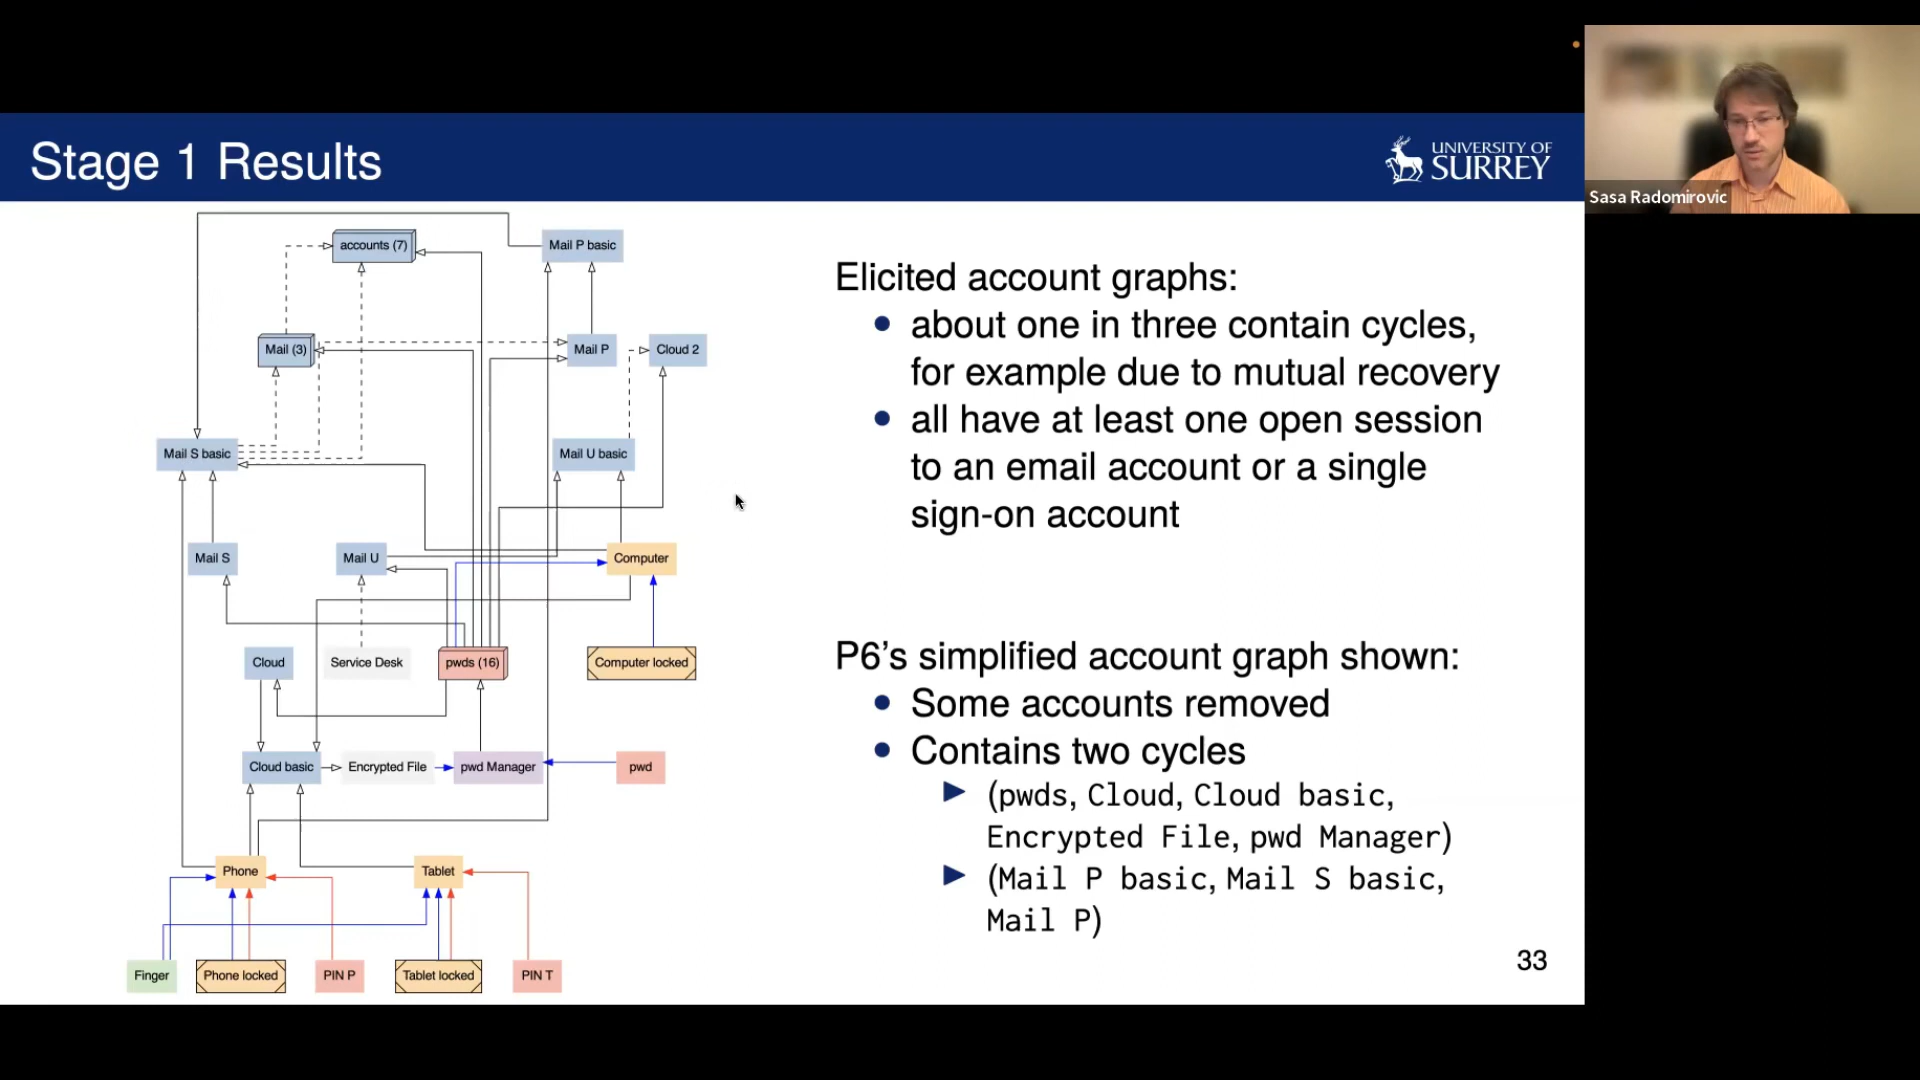 Stage 1 Results
UNIVERSITY OF
SURREY
Sasa Radomirovic
accounts (7)
Mail P basic
Mail (3)
Mail P
Cloud 2
Mail S basic
Mail U basic
Mail S
Mail U
Computer
Cloud
Service Desk
pwds (16)
Computer locked
Cloud basic
Encrypted File
pwd Manager
pwd
Phone
Tablet
Finger
Phone locked
PIN P
Tablet locked
PIN T
Elicited account graphs:
about one in three contain cycles,
for example due to mutual recovery
all have at least one open session
to an email account or a single
sign-on account
P6's simplified account graph shown:
Some accounts removed
Contains two cycles
(pwds, Cloud, Cloud basic,
Encrypted File, pwd Manager)
(Mail P basic, Mail S basic,
Mail P)
33